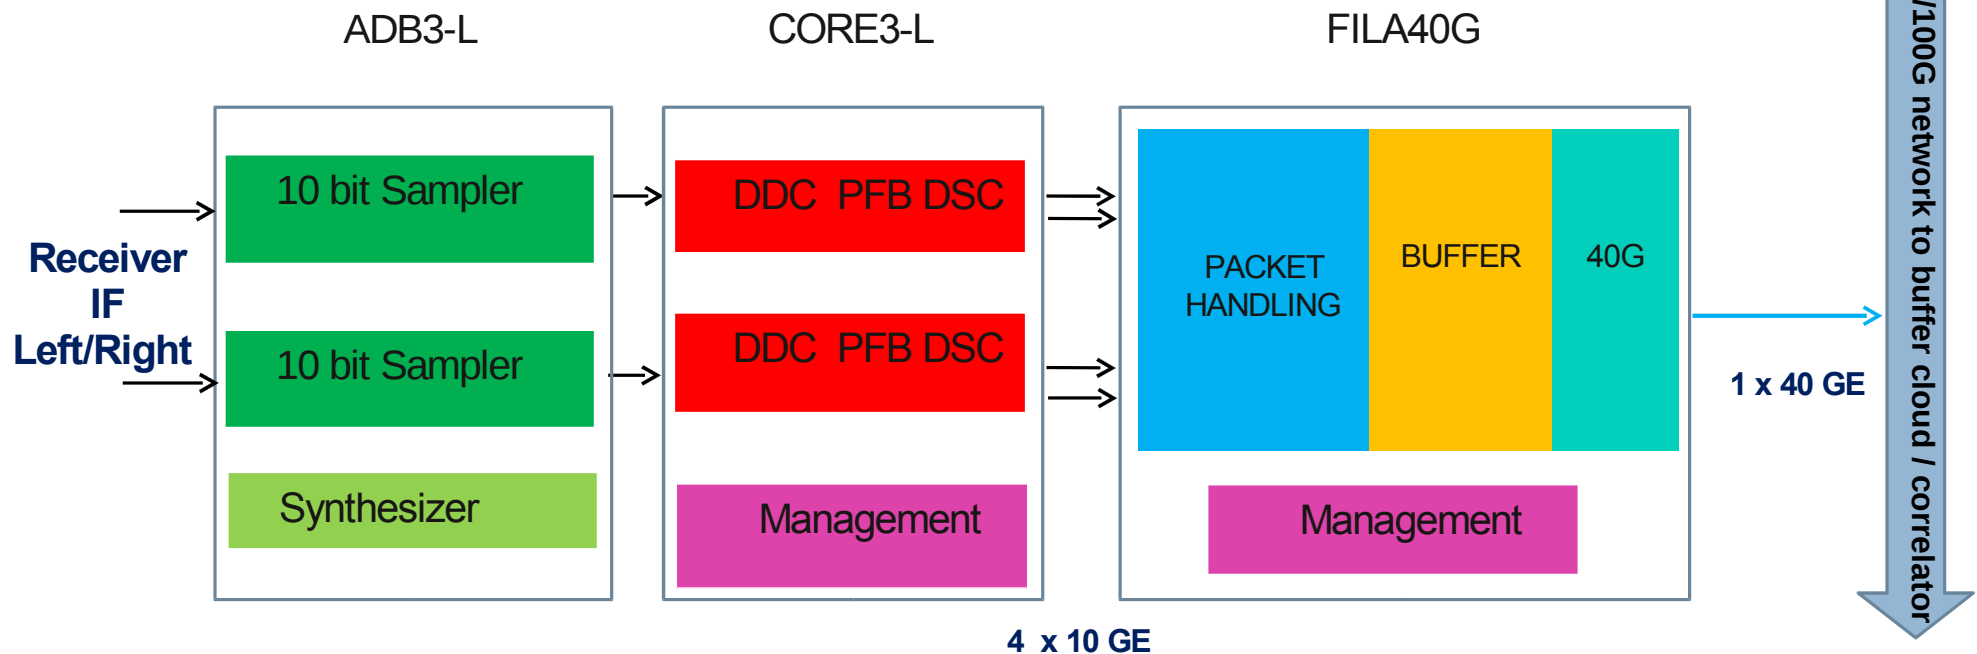 ADB3-L
CORE3-L
FILA40G
Receiver
IF
Left/Right
10 bit Sampler
10 bit Sampler
Synthesizer
DDC PFB DSC
DDC PFB DSC
Management
PACKET
HANDLING
BUFFER
40G
Management
4 x 10 GE
1 x 40 GE
/100G network to buffer cloud / correlator